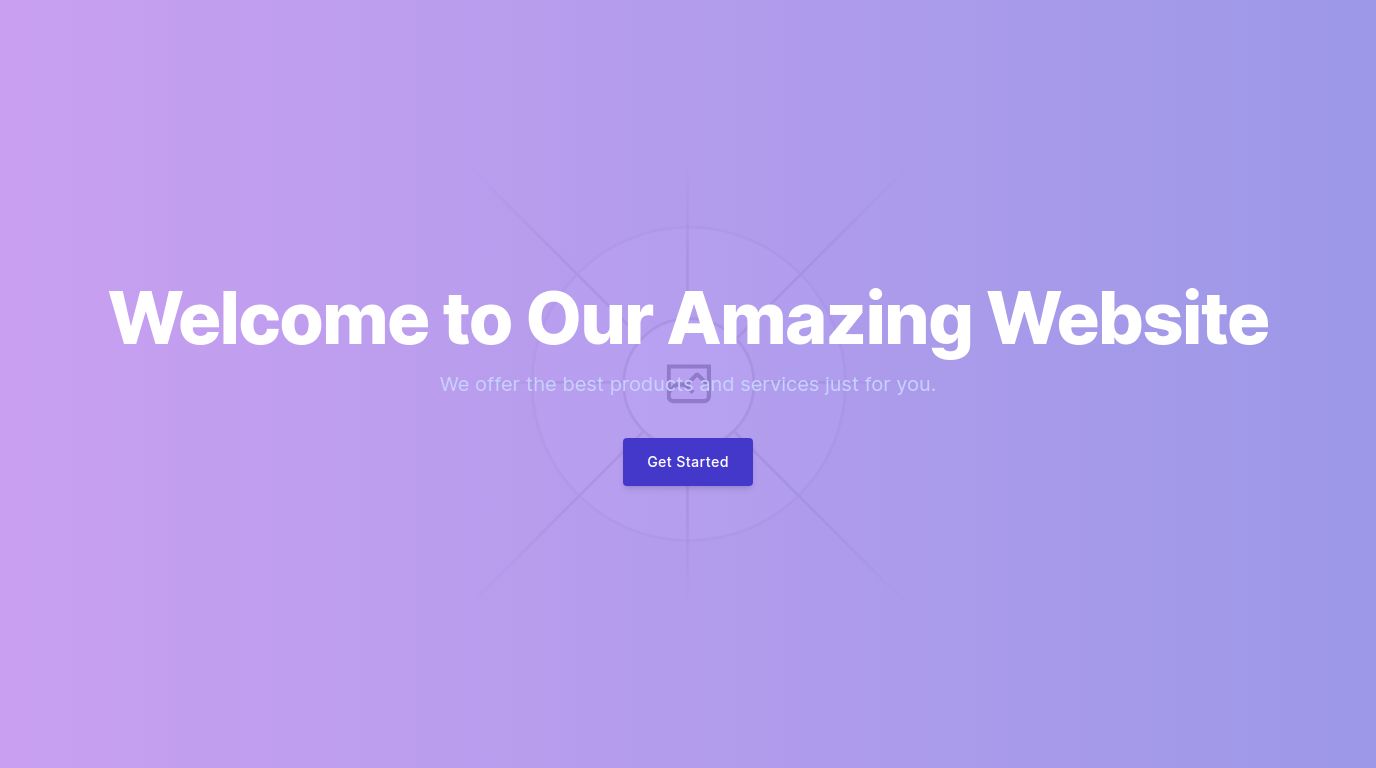 Welcome to Our Amazing Website
We offer the best products and services just for you.
Get Started